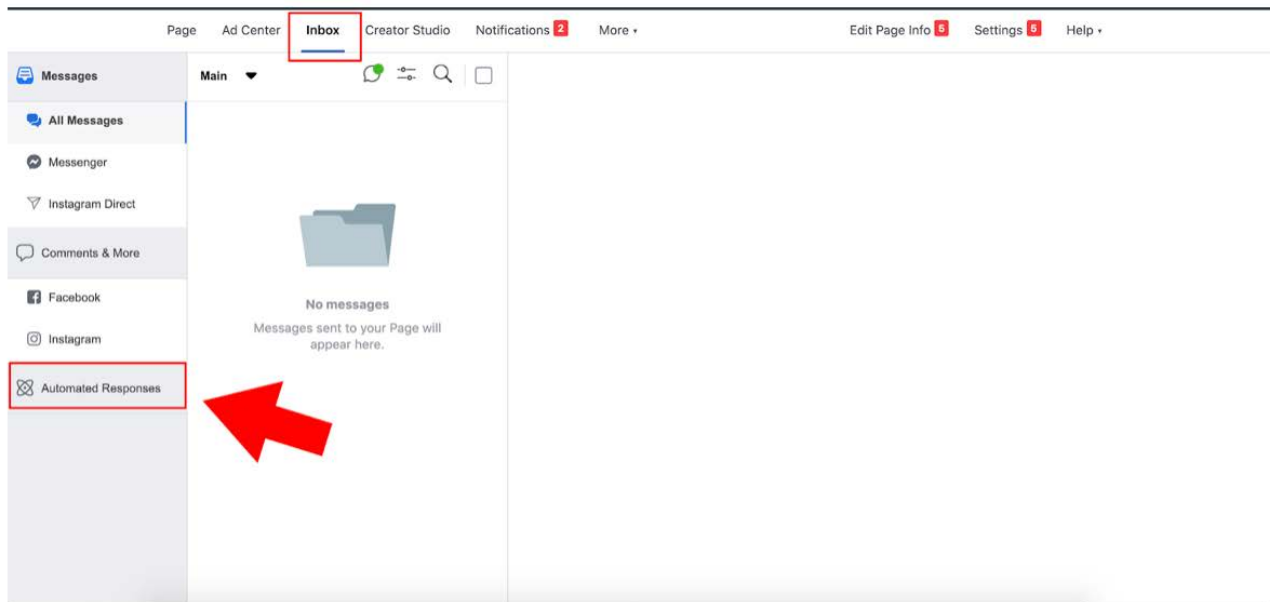 Page Ad Center Inbox Creator Studio Notifications 2 More Edit Page Info 5 Settings 5 Help
Messages
Main
All Messages
Messenger
Instagram Direct
Comments & More
Facebook
Instagram
Automated Responses
No messages
Messages sent to your Page will
appear here.